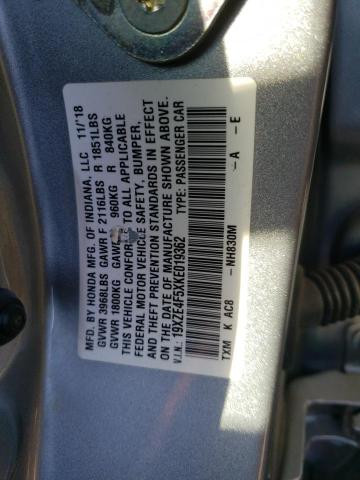 MFD. BY HONDA MFG. OF INDIANA, LLC 11/'18
GVWR 3968LBS GAWR F 2116LBS R 1851LBS
GVWR 1800KG GAWR 960KG R 840KG
THIS VEHICLE CONFORMS TO ALL APPLICABLE
FEDERAL MOTOR VEHICLE SAFETY, BUMPER,
AND THEFT PREVENTION STANDARDS IN EFFECT
ON THE DATE OF MANUFACTURE SHOWN ABOVE.
V.I.N.: 19XZE4F5XKE019362 TYPE: PASSENGER CAR
TXM K AC8 -NH830M -A -E